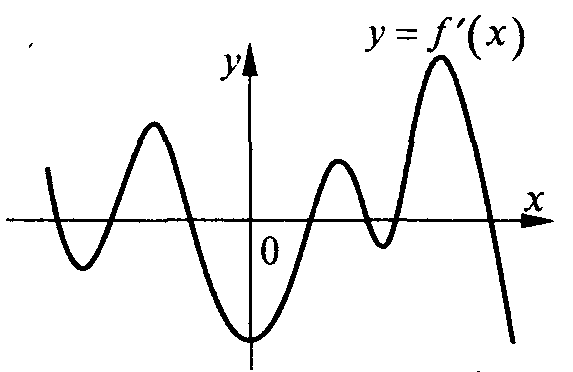 y = f ′(x)
y
x
0